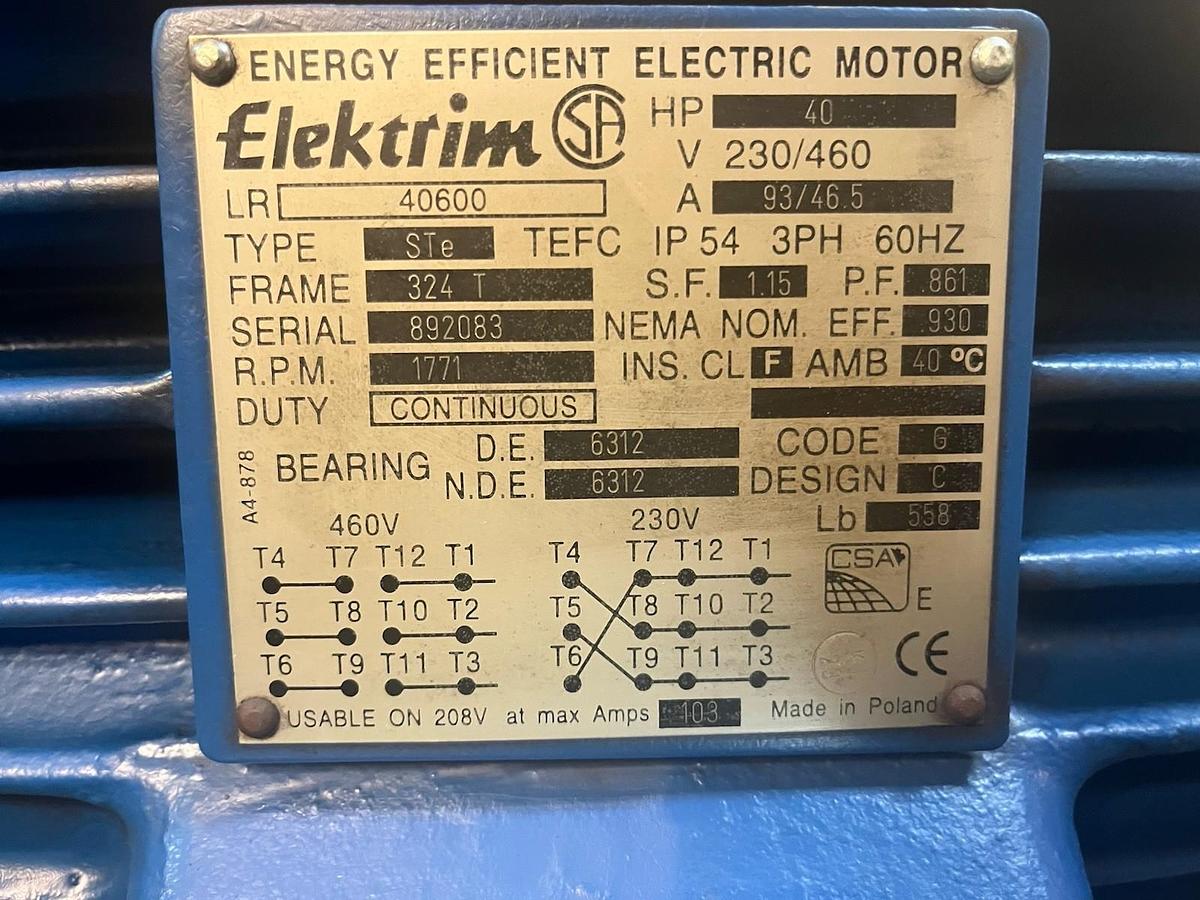 ENERGY EFFICIENT ELECTRIC MOTOR
Elektrim SA HP 40
V 230/460
LR 40600 A 93/46.5
TYPE STe TEFC IP 54 3PH 60HZ
FRAME 324 T S.F. 1.15 P.F. .861
SERIAL 892083 NEMA NOM. EFF. .930
R.P.M. 1771 INS. CL F AMB 40 °C
DUTY CONTINUOUS
BEARING D.E. 6312 CODE G
N.D.E. 6312 DESIGN C
A4-878
Lb 558
460V 230V
T4 T7 T12 T1 T4 T7 T12 T1
CSA
T5 T8 T10 T2 T5 T8 T10 T2
E
T6 T9 T11 T3 T6 T9 T11 T3
CE
USABLE ON 208V at max Amps 103 Made in Poland